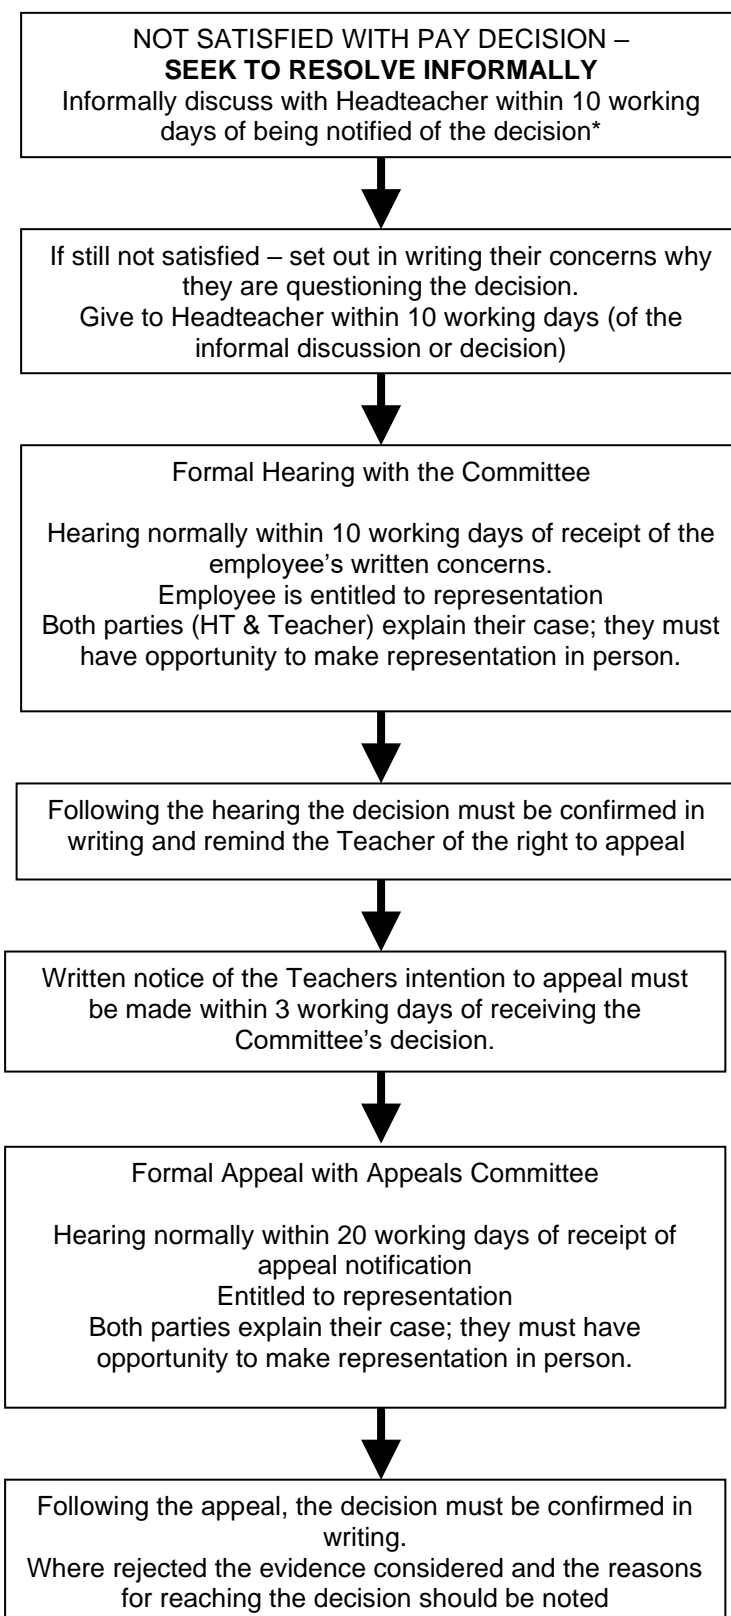 NOT SATISFIED WITH PAY DECISION –
SEEK TO RESOLVE INFORMALLY
Informally discuss with Headteacher within 10 working
days of being notified of the decision*
If still not satisfied – set out in writing their concerns why
they are questioning the decision.
Give to Headteacher within 10 working days (of the
informal discussion or decision)
Formal Hearing with the Committee
Hearing normally within 10 working days of receipt of the
employee's written concerns.
Employee is entitled to representation
Both parties (HT & Teacher) explain their case; they must
have opportunity to make representation in person.
Following the hearing the decision must be confirmed in
writing and remind the Teacher of the right to appeal
Written notice of the Teachers intention to appeal must
be made within 3 working days of receiving the
Committee's decision.
Formal Appeal with Appeals Committee
Hearing normally within 20 working days of receipt of
appeal notification
Entitled to representation
Both parties explain their case; they must have
opportunity to make representation in person.
Following the appeal, the decision must be confirmed in
writing.
Where rejected the evidence considered and the reasons
for reaching the decision should be noted